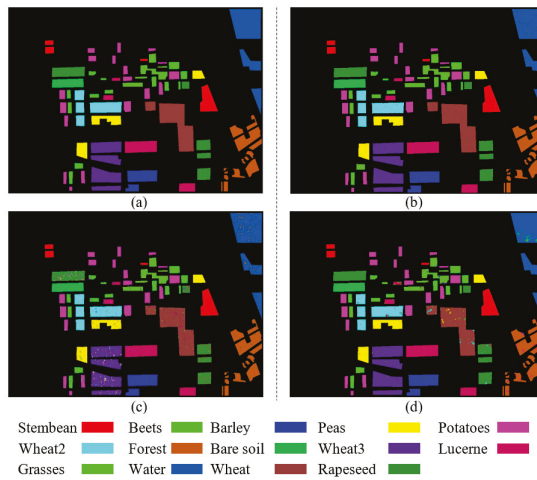 (a) (b)
(c) (d)
Stembean Beets Barley Peas Potatoes
Wheat2 Forest Bare soil Wheat3 Lucerne
Grasses Water Wheat Rapeseed